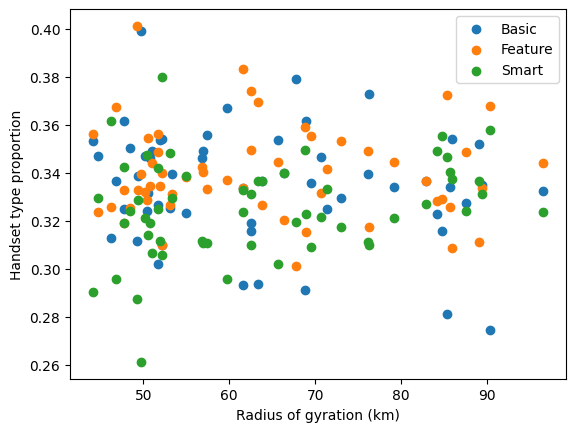 Basic
Feature
Smart
Handset type proportion
0.40
0.38
0.36
0.34
0.32
0.30
0.28
0.26
50 60 70 80 90
Radius of gyration (km)